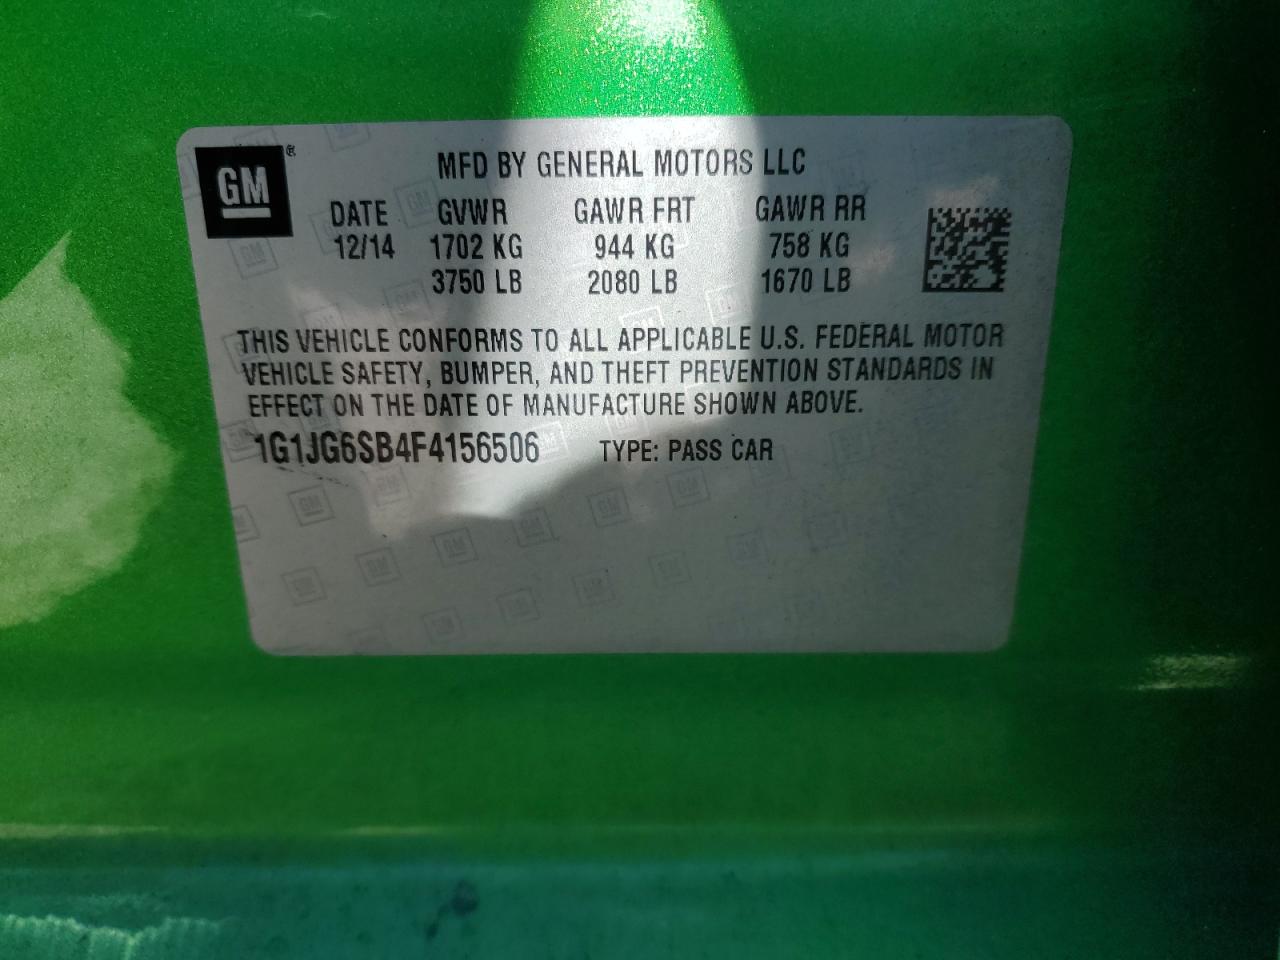 GM®
MFD BY GENERAL MOTORS LLC
DATE GVWR GAWR FRT GAWR RR
12/14 1702 KG 944 KG 758 KG
3750 LB 2080 LB 1670 LB
THIS VEHICLE CONFORMS TO ALL APPLICABLE U.S. FEDERAL MOTOR
VEHICLE SAFETY, BUMPER, AND THEFT PREVENTION STANDARDS IN
EFFECT ON THE DATE OF MANUFACTURE SHOWN ABOVE.
1G1JG6SB4F4156506 TYPE: PASS CAR